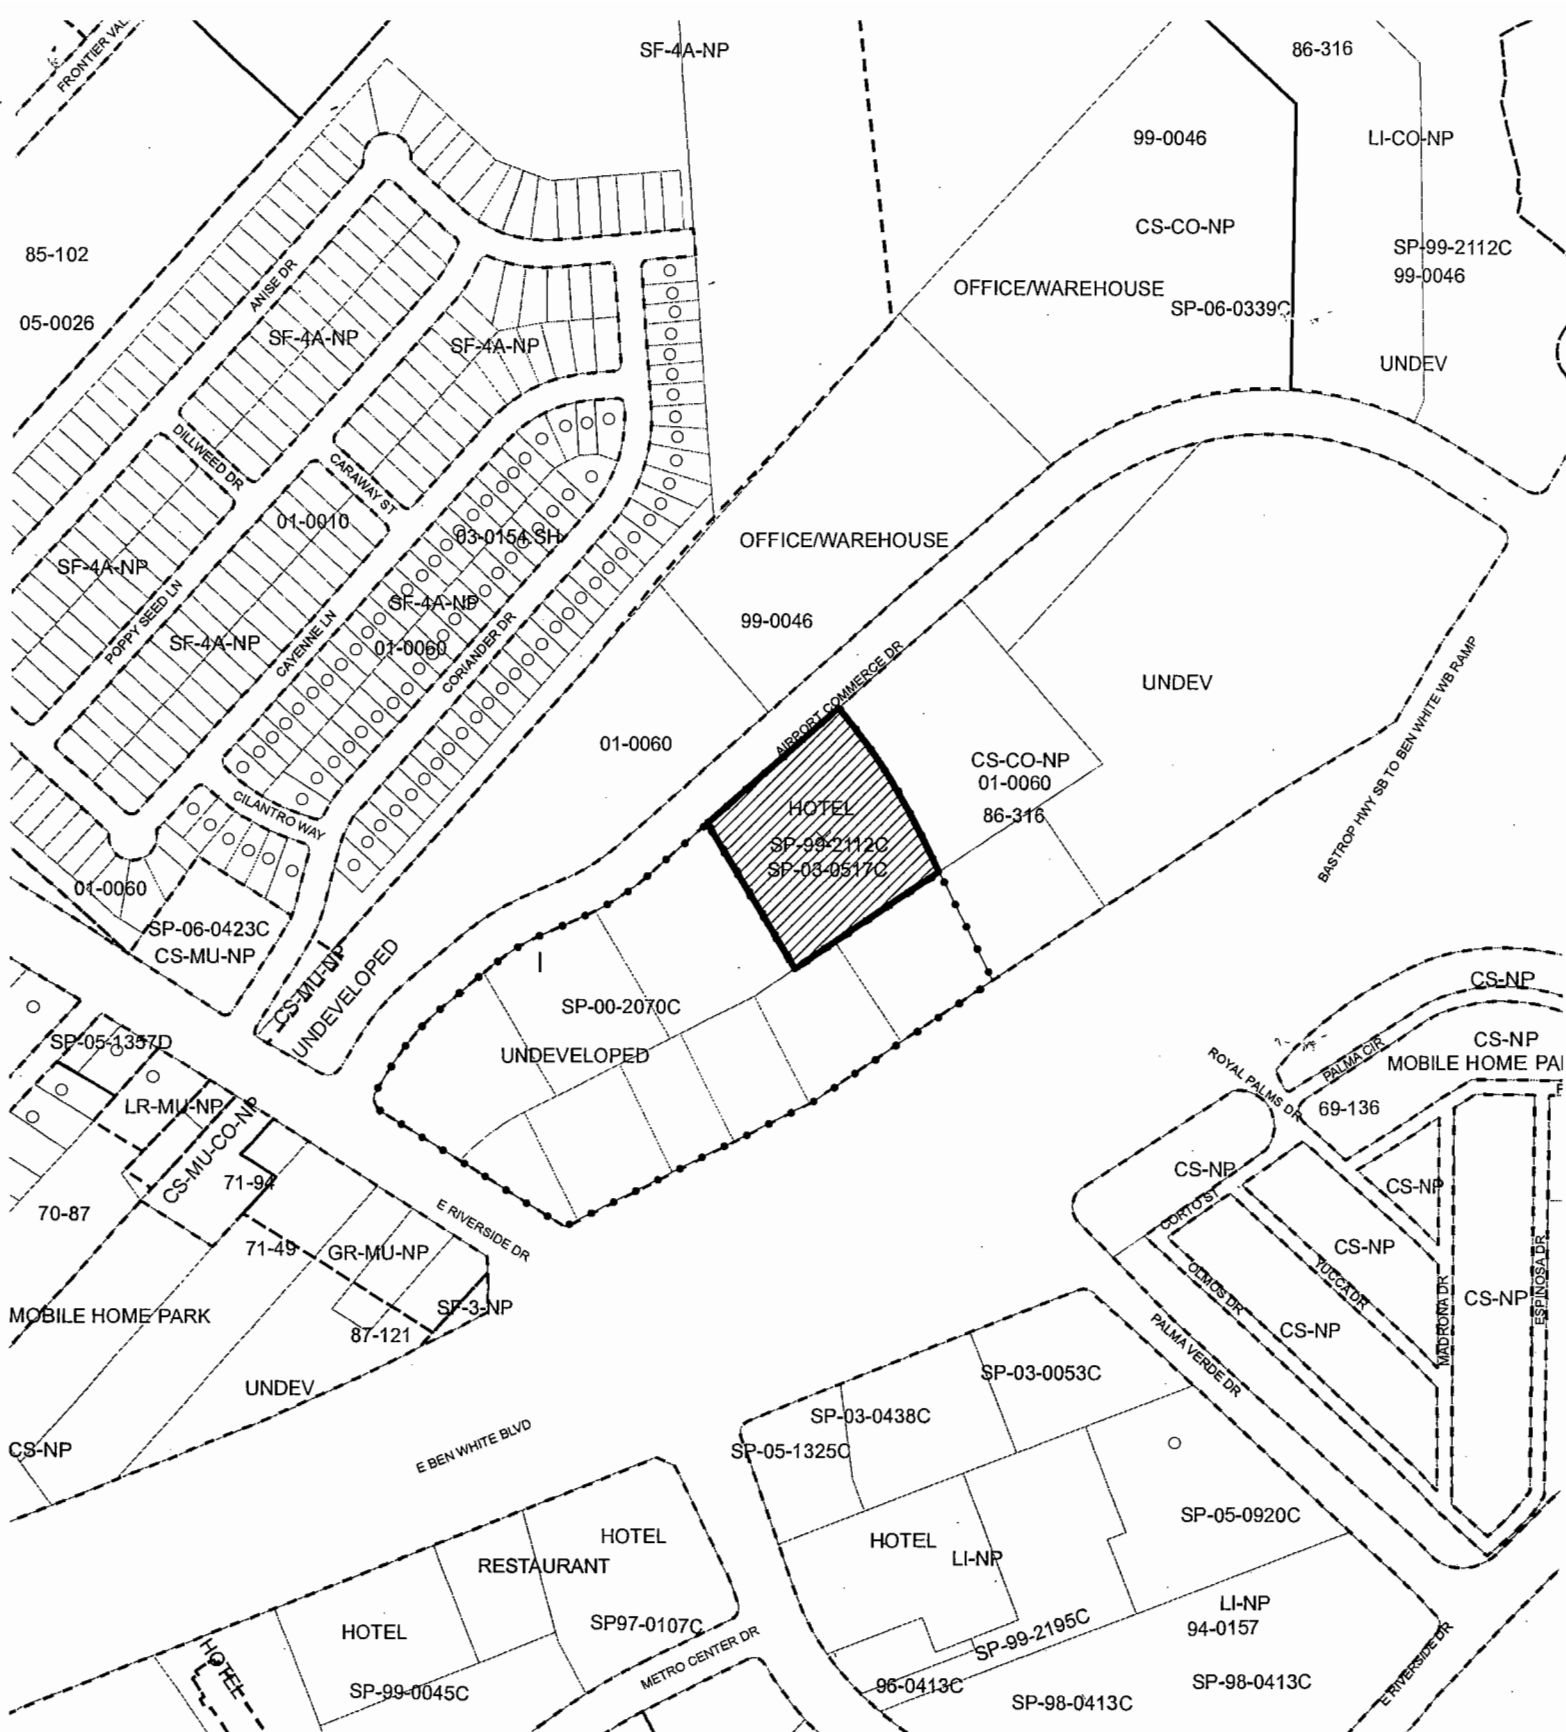 SF-4A-NP
86-316
99-0046
LI-CO-NP
CS-CO-NP
SP-99-2112C
99-0046
85-102
ANISE DR
OFFICE/WAREHOUSE
SP-06-0339C
05-0026
SF-4A-NP
SF-4A-NP
UNDEV
DILLWEED DR
CARAWAY ST
01-0010
03-0154.SH
OFFICE/WAREHOUSE
SF-4A-NP
SF-4A-NP
POPPY SEED LN
SF-4A-NP
CAYENNE LN
01-0060
CORIANDER DR
99-0046
AIRPORT COMMERCE DR
UNDEV
BASTROP HWY SB TO BEN WHITE WB RAMP
01-0060
CS-CO-NP
01-0060
86-316
HOTEL
SP-99-2112C
SP-03-0517C
CILANTRO WAY
01-0060
SP-06-0423C
CS-MU-NP
CS-MU-NP
UNDEVELOPED
SP-00-2070C
UNDEVELOPED
CS-NP
CS-NP
MOBILE HOME PAR
PALMA CIR
ROYAL PALMS DR
69-136
SP-05-1357D
LR-MU-NP
CS-MU-CO-NP
71-94
70-87
E RIVERSIDE DR
71-49
GR-MU-NP
SF-3-NP
MOBILE HOME PARK
87-121
UNDEV
CS-NP
CS-NP
CORTO ST
CS-NP
CS-NP
YUCCA DR
OLMOS DR
CS-NP
MADRONA DR
CS-NP
ESPINOSA DR
PALMA VERDE DR
SP-03-0053C
SP-03-0438C
SP-05-1325C
E BEN WHITE BLVD
HOTEL
RESTAURANT
SP97-0107C
HOTEL
LI-NP
SP-05-0920C
HOTEL
HOTEL
SP-99-0045C
METRO CENTER DR
SP-99-2195C
LI-NP
94-0157
96-0413C
SP-98-0413C
SP-98-0413C
E RIVERSIDE DR